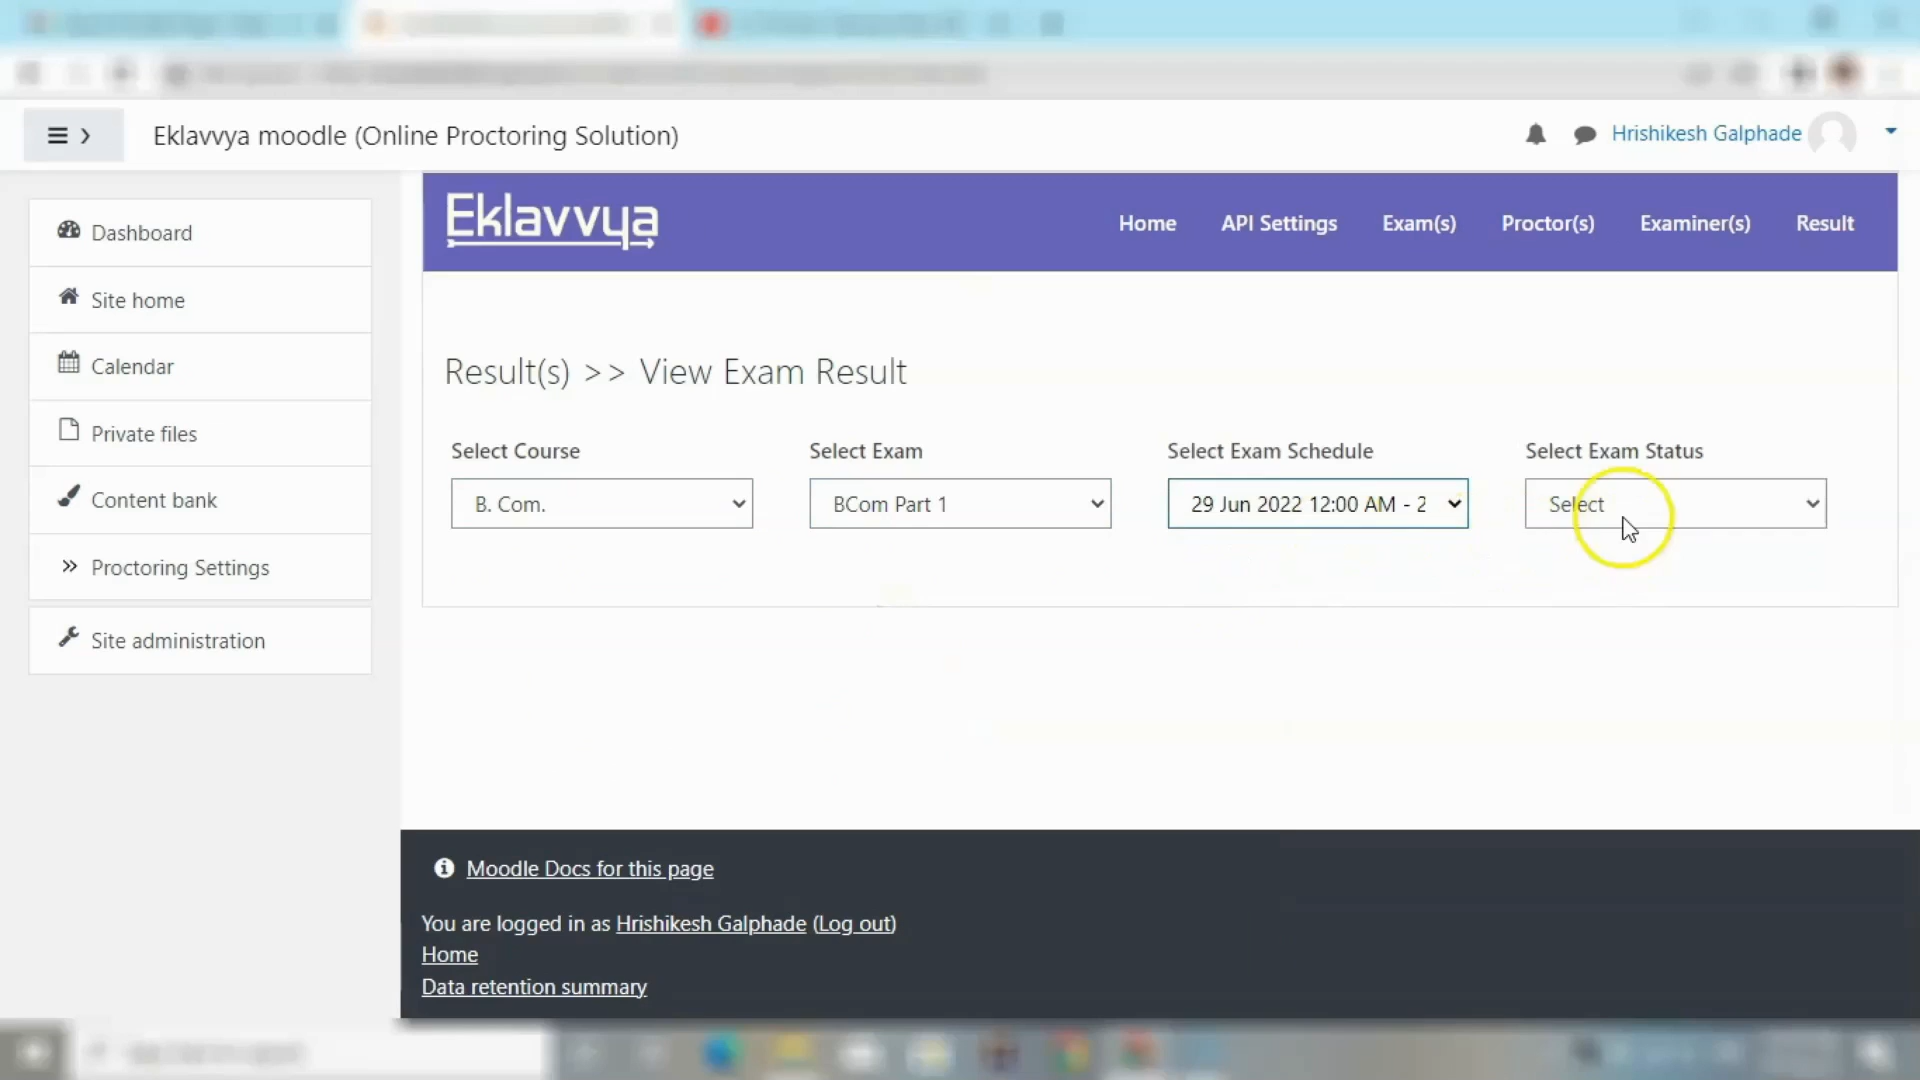 Eklavvya moodle (Online Proctoring Solution)
Hrishikesh Galphade
Dashboard
Site home
Calendar
Private files
Content bank
Proctoring Settings
Site administration
Eklavvya
Home
API Settings
Exam(s)
Proctor(s)
Examiner(s)
Result
Result(s) >> View Exam Result
Select Course
Select Exam
Select Exam Schedule
Select Exam Status
B. Com.
BCom Part 1
29 Jun 2022 12:00 AM - 2
Select
Moodle Docs for this page
You are logged in as Hrishikesh Galphade (Log out)
Home
Data retention summary